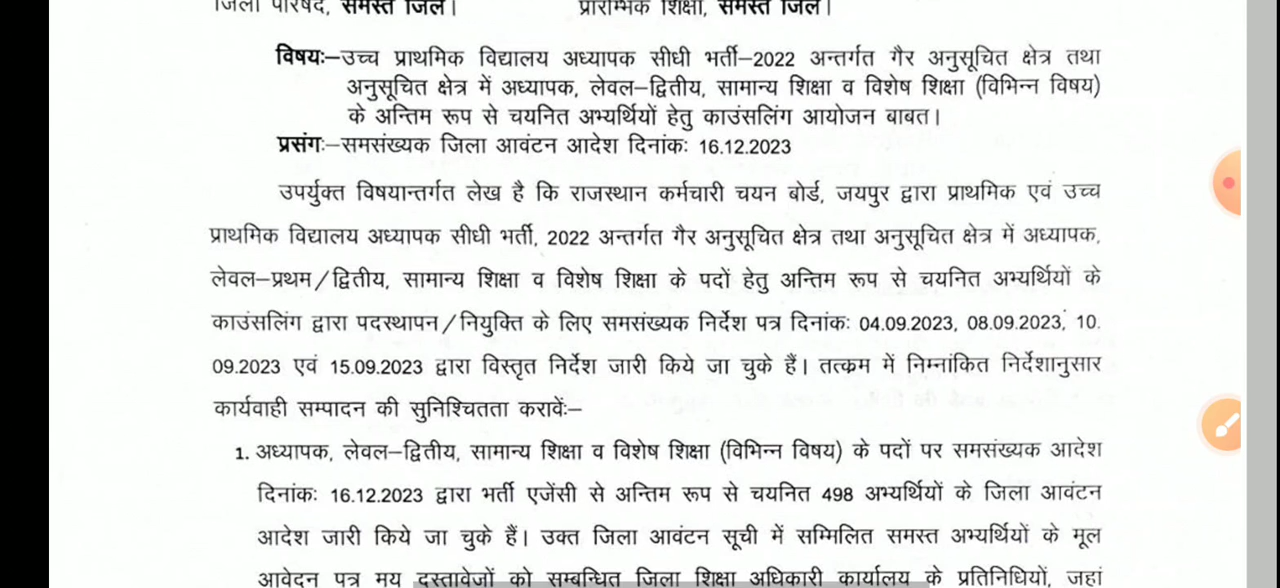 जिला परिषद, समस्त जिले। प्रारम्भिक शिक्षा, समस्त जिले।
विषयः–उच्च प्राथमिक विद्यालय अध्यापक सीधी भर्ती–2022 अन्तर्गत गैर अनुसूचित क्षेत्र तथा
अनुसूचित क्षेत्र में अध्यापक, लेवल–द्वितीय, सामान्य शिक्षा व विशेष शिक्षा (विभिन्न विषय)
के अन्तिम रूप से चयनित अभ्यर्थियों हेतु काउंसलिंग आयोजन बाबत।
प्रसंगः–समसंख्यक जिला आवंटन आदेश दिनांकः 16.12.2023
उपर्युक्त विषयान्तर्गत लेख है कि राजस्थान कर्मचारी चयन बोर्ड, जयपुर द्वारा प्राथमिक एवं उच्च
प्राथमिक विद्यालय अध्यापक सीधी भर्ती, 2022 अन्तर्गत गैर अनुसूचित क्षेत्र तथा अनुसूचित क्षेत्र में अध्यापक,
लेवल–प्रथम/द्वितीय, सामान्य शिक्षा व विशेष शिक्षा के पदों हेतु अन्तिम रूप से चयनित अभ्यर्थियों के
काउंसलिंग द्वारा पदस्थापन/नियुक्ति के लिए समसंख्यक निर्देश पत्र दिनांकः 04.09.2023, 08.09.2023, 10.
09.2023 एवं 15.09.2023 द्वारा विस्तृत निर्देश जारी किये जा चुके हैं। तत्क्रम में निम्नांकित निर्देशानुसार
कार्यवाही सम्पादन की सुनिश्चितता करावेंः–
1. अध्यापक, लेवल–द्वितीय, सामान्य शिक्षा व विशेष शिक्षा (विभिन्न विषय) के पदों पर समसंख्यक आदेश
दिनांकः 16.12.2023 द्वारा भर्ती एजेंसी से अन्तिम रूप से चयनित 498 अभ्यर्थियों के जिला आवंटन
आदेश जारी किये जा चुके हैं। उक्त जिला आवंटन सूची में सम्मिलित समस्त अभ्यर्थियों के मूल
आवेदन पत्र मय दस्तावेजों को सम्बन्धित जिला शिक्षा अधिकारी कार्यालय के प्रतिनिधियों, जहां